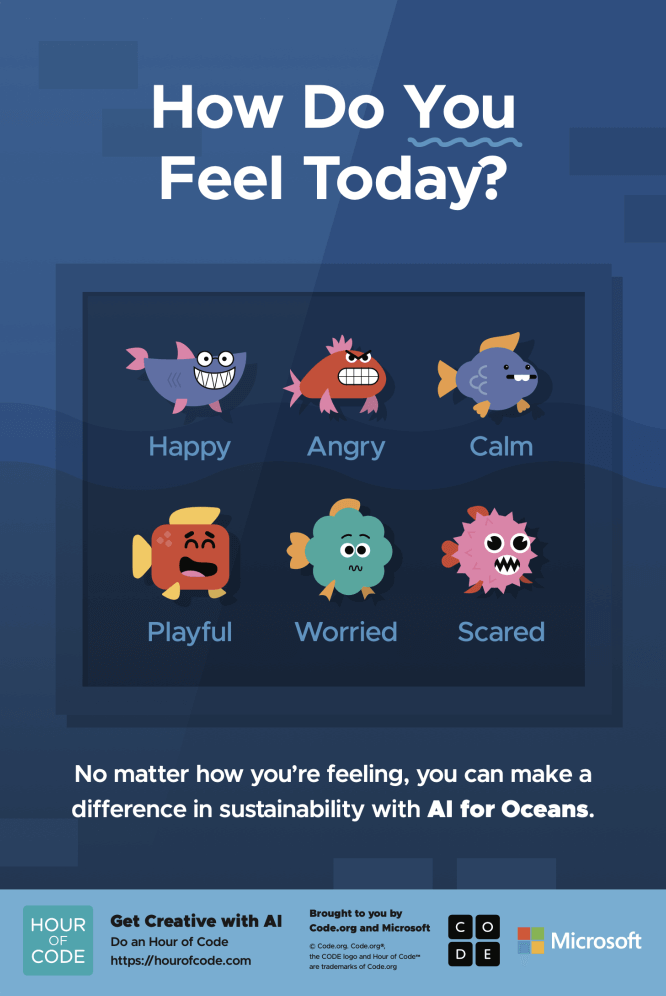 How Do You
Feel Today?
Happy
Angry
Calm
Playful
Worried
Scared
No matter how you're feeling, you can make a
difference in sustainability with AI for Oceans.
HOUR
OF
CODE
Get Creative with AI
Do an Hour of Code
https://hourofcode.com
Brought to you by
Code.org and Microsoft
© Code.org. Code.org®,
the CODE logo and Hour of Code™
are trademarks of Code.org
C O
D E
Microsoft